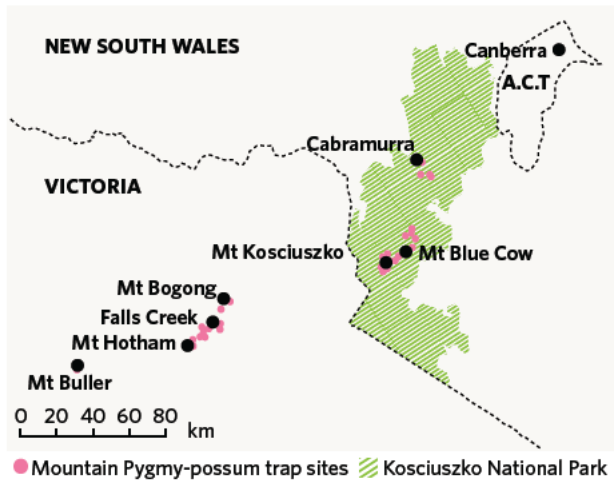 NEW SOUTH WALES
Canberra
A.C.T
Cabramurra
VICTORIA
Mt Kosciuszko
Mt Blue Cow
Mt Bogong
Falls Creek
Mt Hotham
Mt Buller
0 20 40 60 80
km
Mountain Pygmy-possum trap sites
Kosciuszko National Park